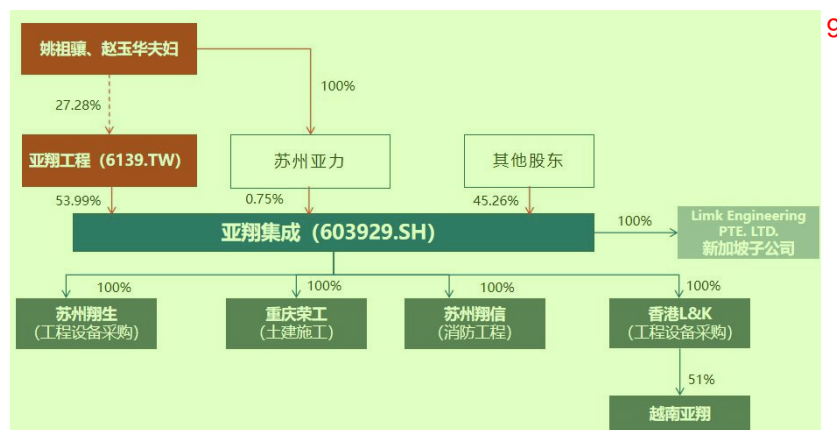 9
姚祖骧、赵玉华夫妇
100%
27.28%
亚翔工程（6139.TW）
苏州亚力
其他股东
53.99%
0.75%
45.26%
亚翔集成（603929.SH）
100%
Limk Engineering
PTE. LTD.
新加坡子公司
100%
100%
100%
100%
苏州翔生
(工程设备采购)
重庆荣工
(土建施工)
苏州翔信
(消防工程)
香港L&K
(工程设备采购)
51%
越南亚翔